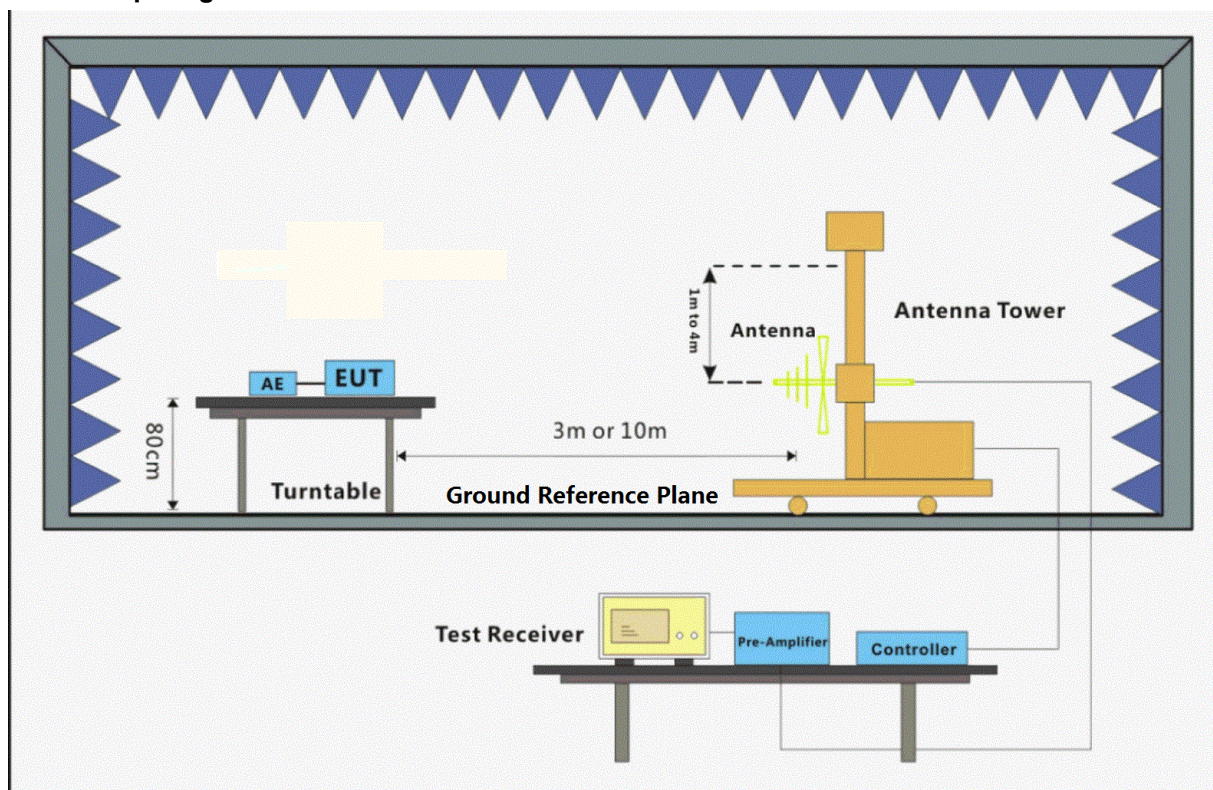 1m to 4m
Antenna
Antenna Tower
AE
EUT
80cm
3m or 10m
Turntable
Ground Reference Plane
Test Receiver
Pre-Amplifier
Controller